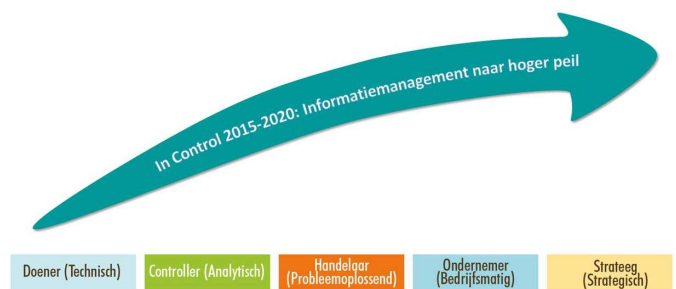 In Control 2015-2020: Informatiemanagement naar hoger peil
Doener (Technisch)
Controller (Analytisch)
Handelaar
(Probleemoplossend)
Ondernemer
(Bedrijfsmatig)
Strateeg
(Strategisch)